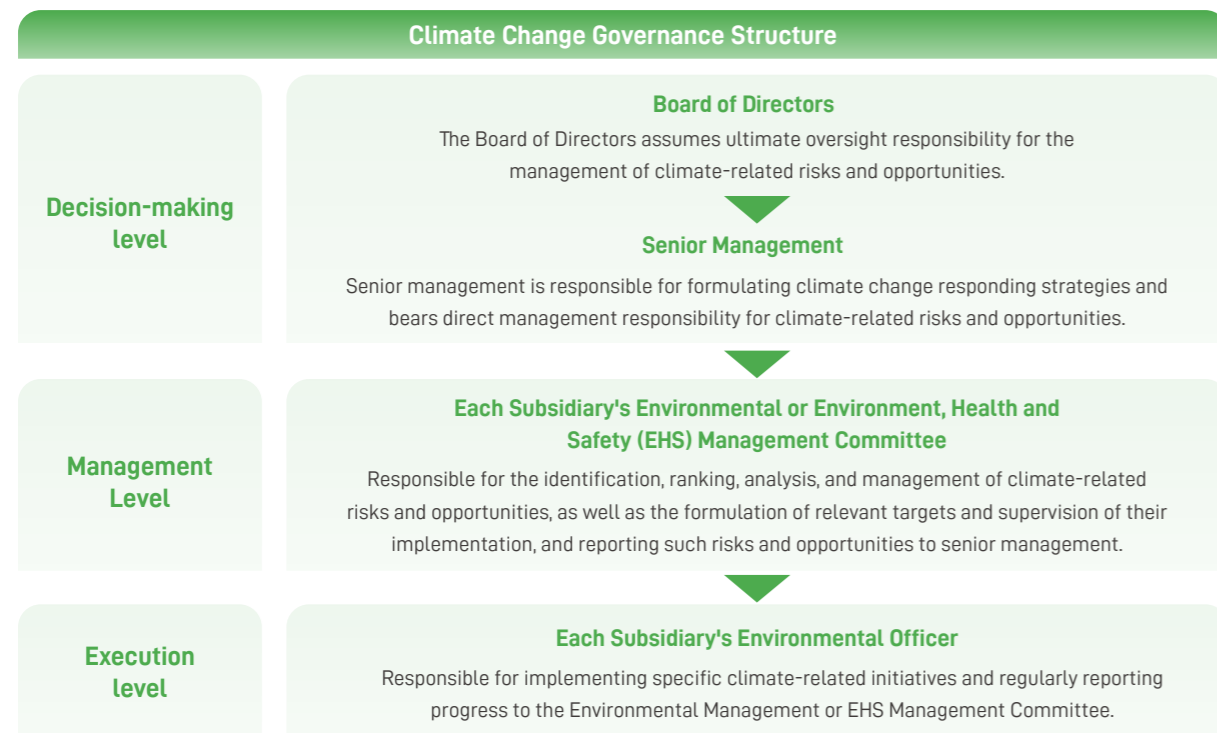 Climate Change Governance Structure
Decision-making
level
Board of Directors
The Board of Directors assumes ultimate oversight responsibility for the
management of climate-related risks and opportunities.
Senior Management
Senior management is responsible for formulating climate change responding strategies and
bears direct management responsibility for climate-related risks and opportunities.
Management
Level
Each Subsidiary's Environmental or Environment, Health and
Safety (EHS) Management Committee
Responsible for the identification, ranking, analysis, and management of climate-related
risks and opportunities, as well as the formulation of relevant targets and supervision of their
implementation, and reporting such risks and opportunities to senior management.
Execution
level
Each Subsidiary's Environmental Officer
Responsible for implementing specific climate-related initiatives and regularly reporting
progress to the Environmental Management or EHS Management Committee.